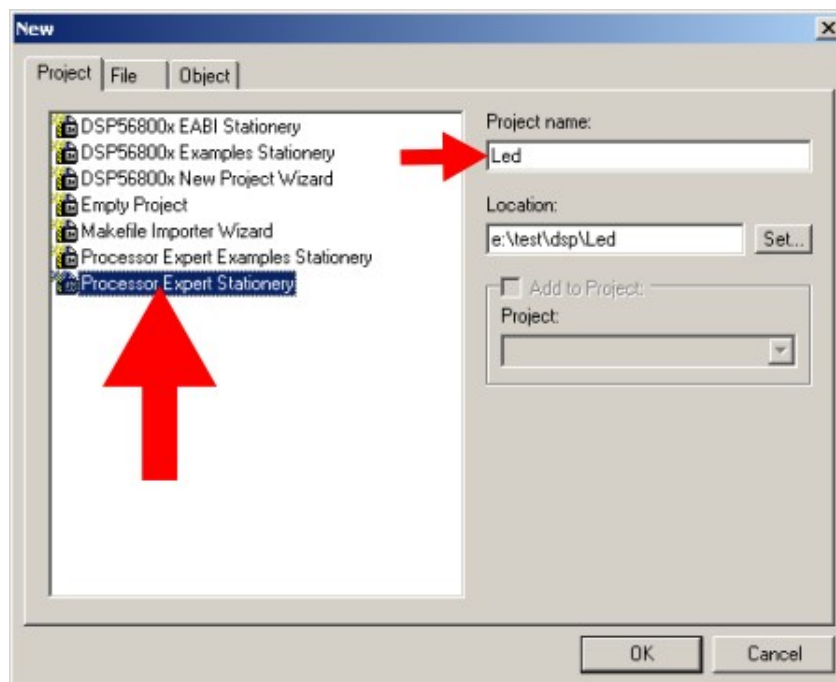 New
Project File Object
DSP56800x EABI Stationery
DSP56800x Examples Stationery
DSP56800x New Project Wizard
Empty Project
Makefile Importer Wizard
Processor Expert Examples Stationery
Processor Expert Stationery
Project name:
Led
Location:
e:\test\dsp\Led
Set...
Add to Project:
Project:
OK Cancel